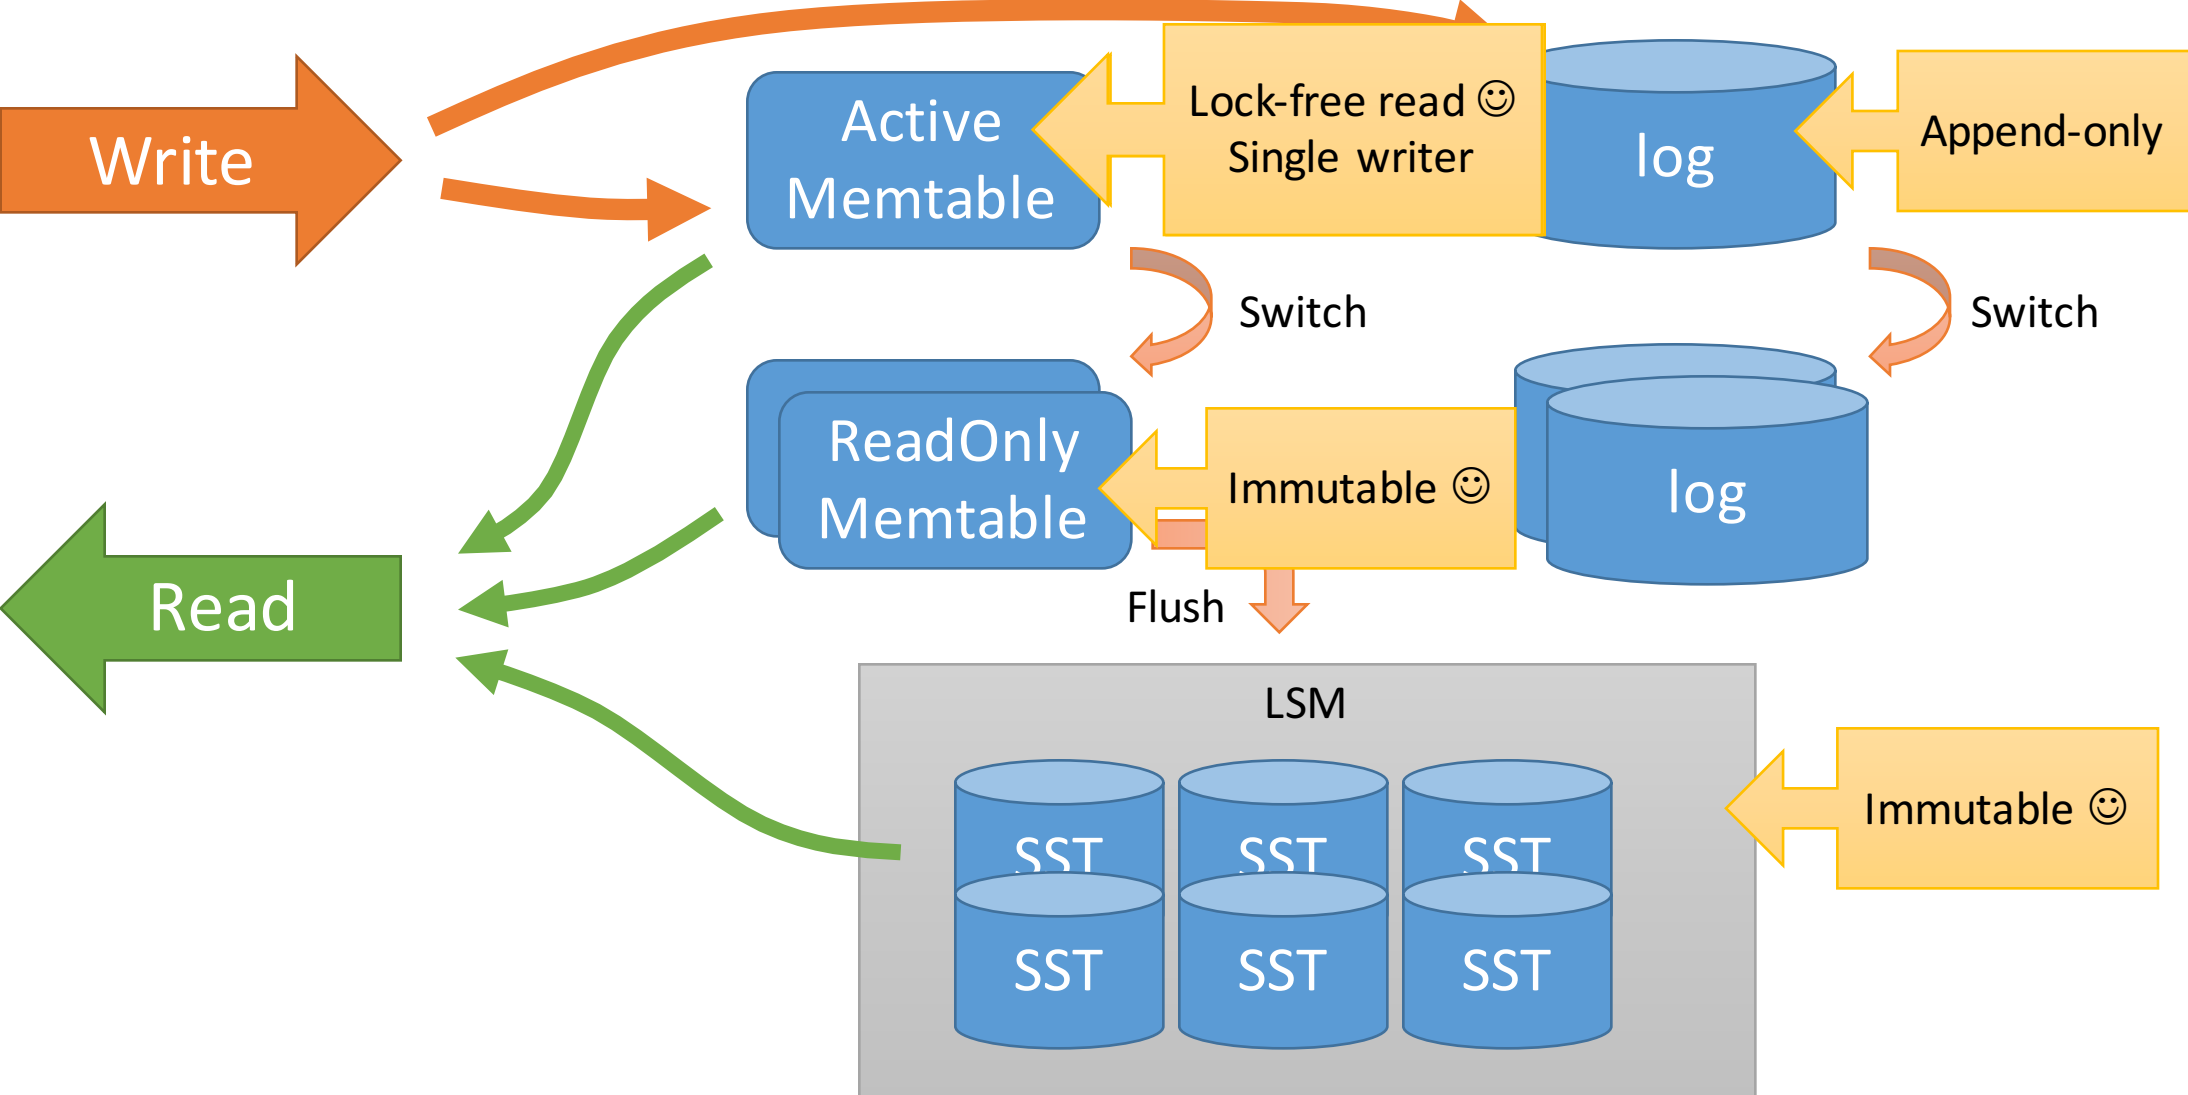 Write
Active
Memtable
Lock-free read ☺
Single writer
log
Append-only
Switch
Switch
ReadOnly
Memtable
Immutable ☺
log
Read
Flush
LSM
SST SST SST
SST SST SST
Immutable ☺